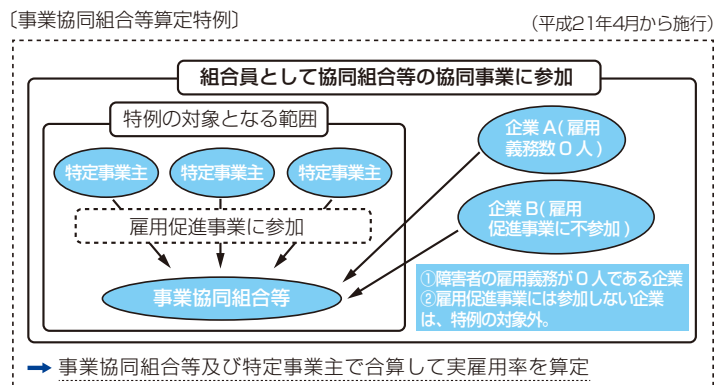 〔事業協同組合等算定特例〕
(平成21年4月から施行)
組合員として協同組合等の協同事業に参加
特例の対象となる範囲
特定事業主
特定事業主
特定事業主
雇用促進事業に参加
事業協同組合等
企業A(雇用
義務数0人)
企業B(雇用
促進事業に不参加)
①障害者の雇用義務が0人である企業
②雇用促進事業には参加しない企業
は、特例の対象外。
➡ 事業協同組合等及び特定事業主で合算して実雇用率を算定